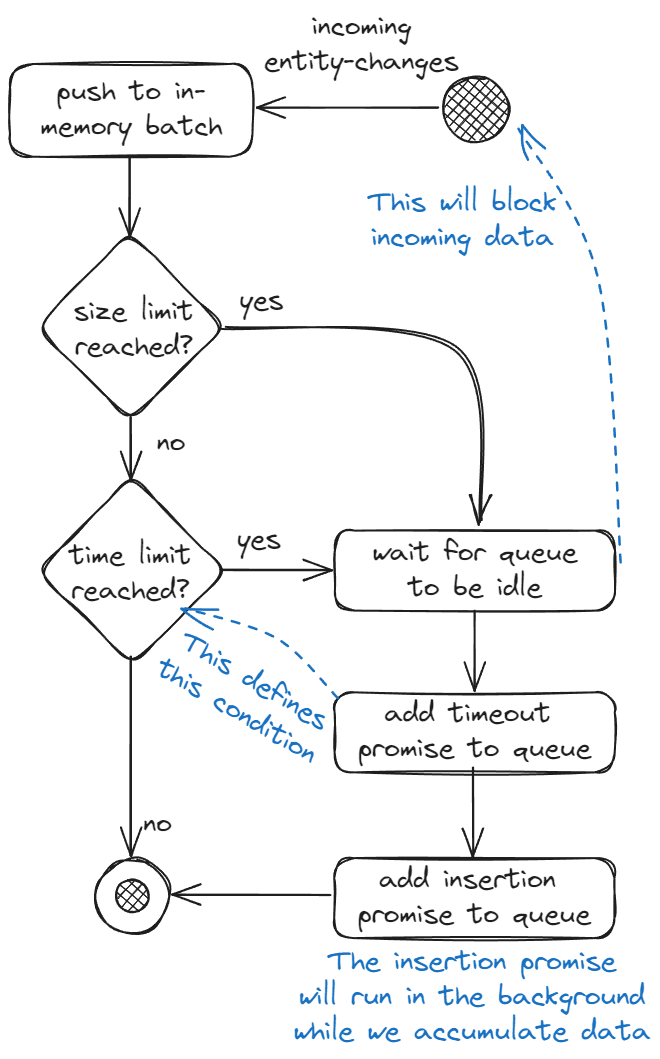 incoming
entity-changes
push to in-
memory batch
This will block
incoming data
size limit
reached?
yes
no
time limit
reached?
yes
wait for queue
to be idle
This defines
this condition
add timeout
promise to queue
no
add insertion
promise to queue
The insertion promise
will run in the background
while we accumulate data